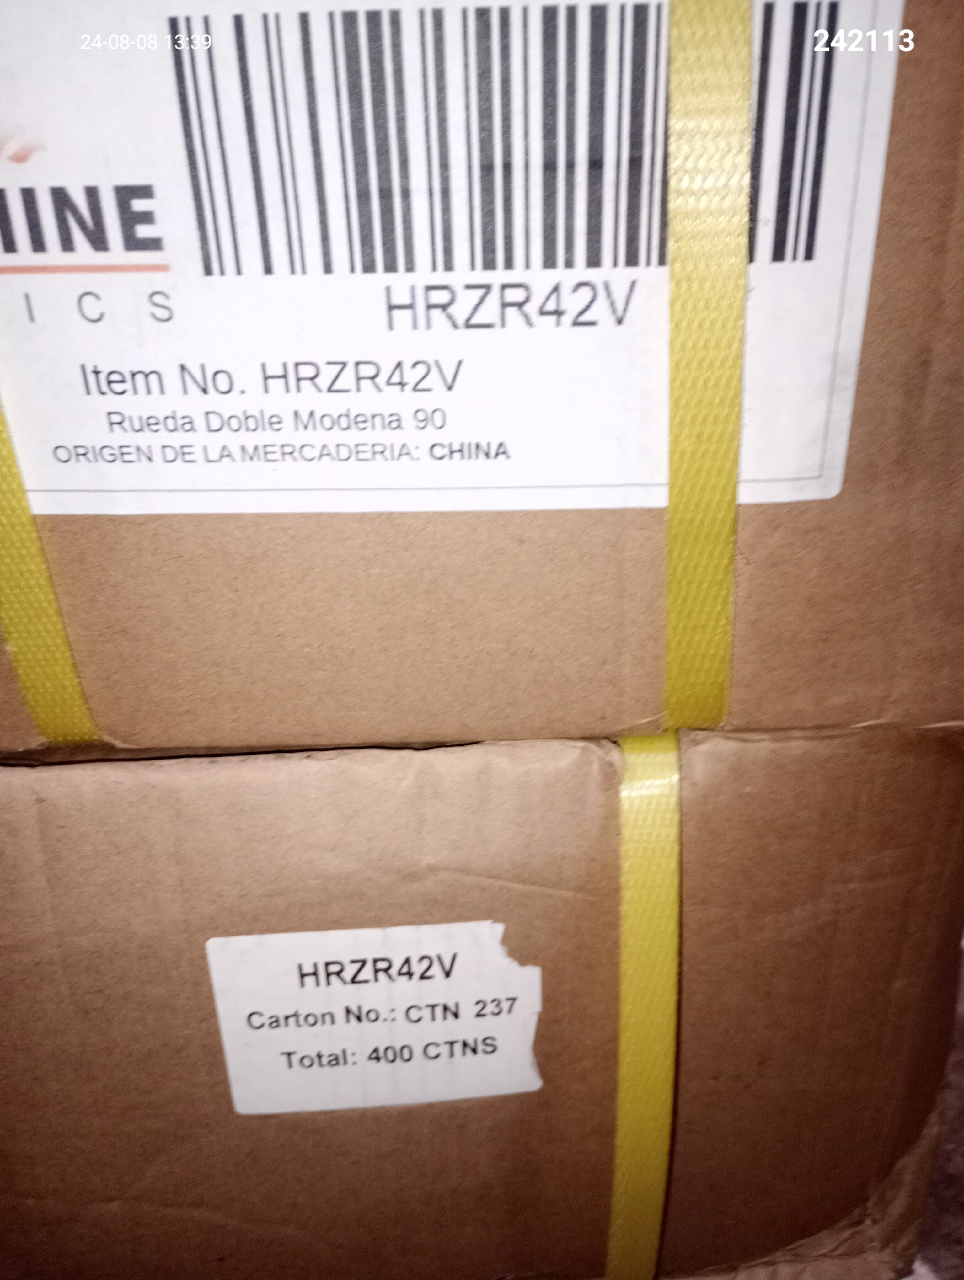 24-08-08 13:39
242113
INE
I C S
HRZR42V
Item No. HRZR42V
Rueda Doble Modena 90
ORIGEN DE LA MERCADERIA: CHINA
HRZR42V
Carton No.: CTN 237
Total: 400 CTNS